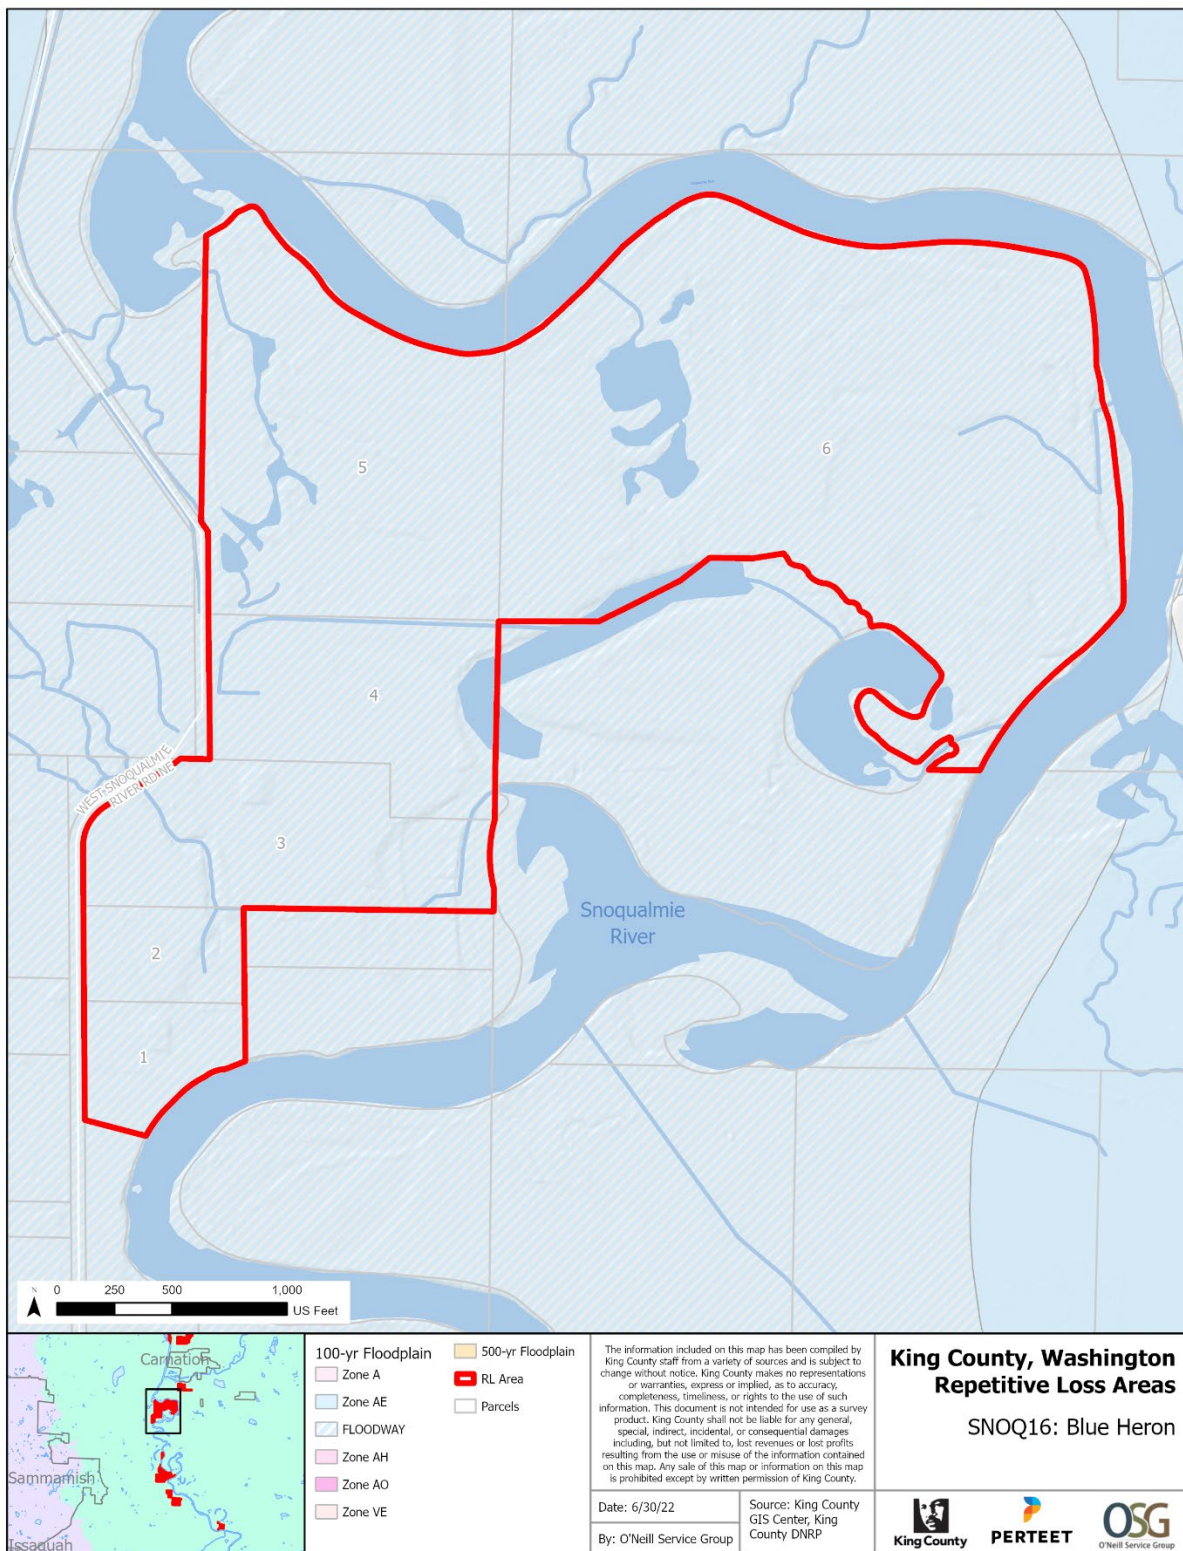 5
6
4
WEST SNOQUALMIE
RIVER RD NE
3
Snoqualmie
River
2
1
N
0 250 500 1,000
US Feet
Carnation
Sammamish
Issaquah
100-yr Floodplain
Zone A
Zone AE
FLOODWAY
Zone AH
Zone AO
Zone VE
500-yr Floodplain
RL Area
Parcels
The information included on this map has been compiled by
King County staff from a variety of sources and is subject to
change without notice. King County makes no representations
or warranties, express or implied, as to accuracy,
completeness, timeliness, or rights to the use of such
information. This document is not intended for use as a survey
product. King County shall not be liable for any general,
special, indirect, incidental, or consequential damages
including, but not limited to, lost revenues or lost profits
resulting from the use or misuse of the information contained
on this map. Any sale of this map or information on this map
is prohibited except by written permission of King County.
Date: 6/30/22
By: O'Neill Service Group
Source: King County
GIS Center, King
County DNRP
King County, Washington
Repetitive Loss Areas
SNOQ16: Blue Heron
King County
PERTEET
OSG
O'Neill Service Group